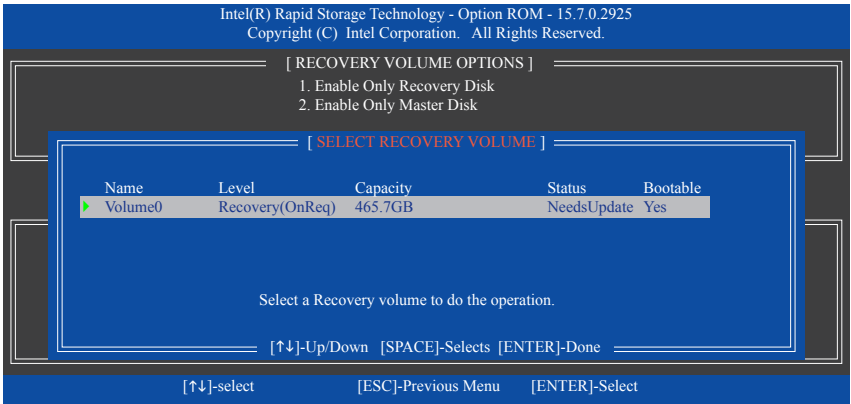 Intel(R) Rapid Storage Technology - Option ROM - 15.7.0.2925
Copyright (C) Intel Corporation. All Rights Reserved.
[ RECOVERY VOLUME OPTIONS ]
1. Enable Only Recovery Disk
2. Enable Only Master Disk
[ SELECT RECOVERY VOLUME ]
Name Level Capacity Status Bootable
Volume0 Recovery(OnReq) 465.7GB NeedsUpdate Yes
Select a Recovery volume to do the operation.
[↑↓]-Up/Down [SPACE]-Selects [ENTER]-Done
[↑↓]-select [ESC]-Previous Menu [ENTER]-Select